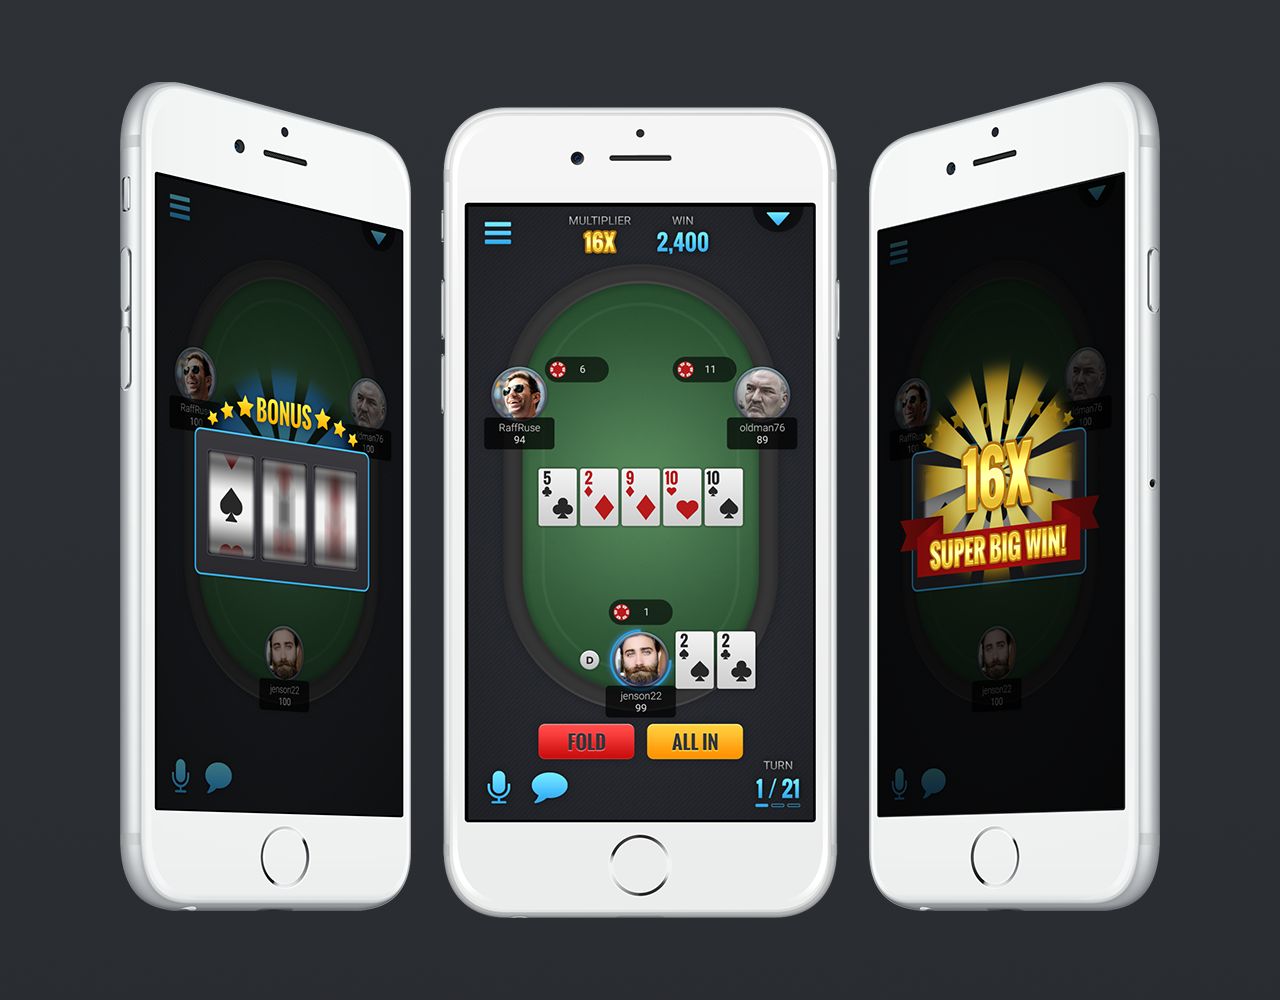 RaffRuse
100
BONUS
oldman76
100
jenson22
100
MULTIPLIER
16X
WIN
2,400
6
11
RaffRuse
94
oldman76
89
5
2
9
10
10
1
D
2
2
jenson22
99
FOLD
ALL IN
TURN
1 / 21
oldman76
100
RaffRuse
16X
SUPER BIG WIN!
jenson22
100